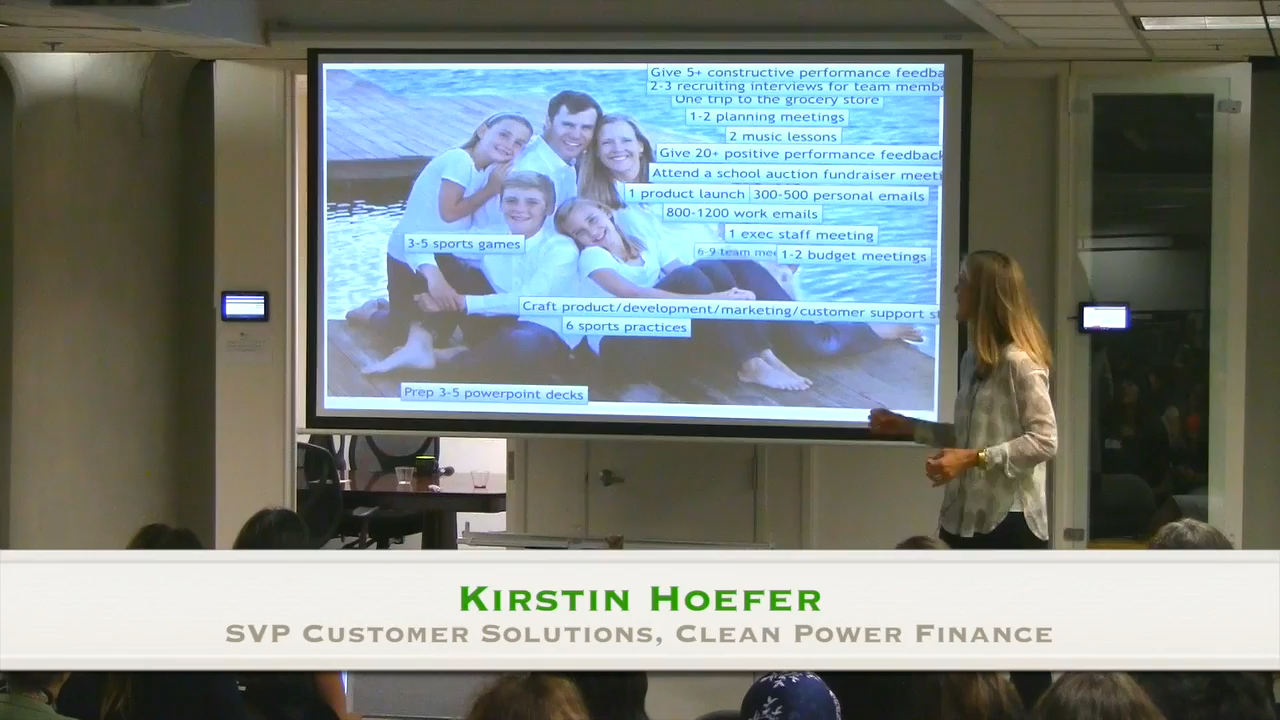 Give 5+ constructive performance
2-3 recruiting interviews for team
One trip to the grocery store
1-2 planning meetings
2 music lessons
Give 20+ positive performance feedback
Attend a school auction fundraiser
1 product launch
300-500 personal emails
800-1200 work emails
1 exec staff meeting
3-5 sports games
6-9 team
1-2 budget meetings
Craft product/development/marketing/customer support
6 sports practices
Prep 3-5 powerpoint decks
KIRSTIN HOEFER
SVP CUSTOMER SOLUTIONS, CLEAN POWER FINANCE